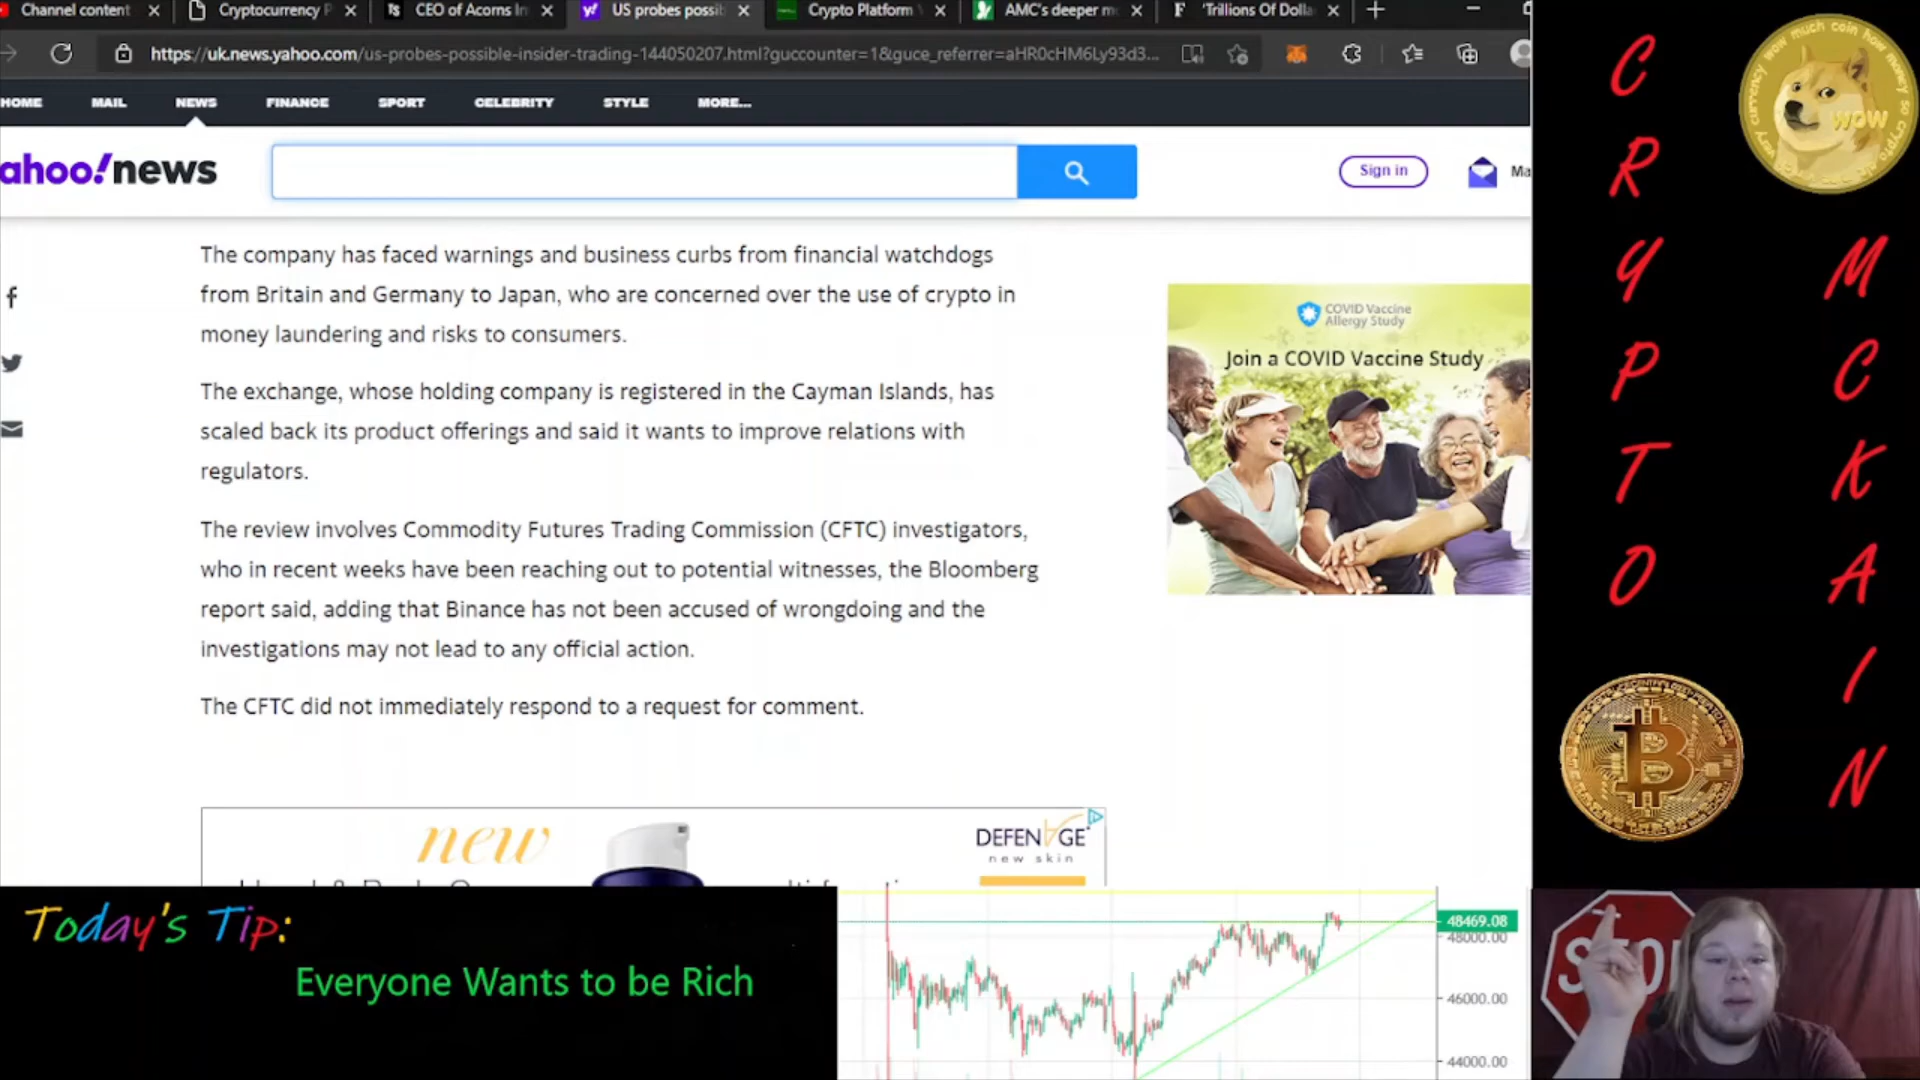 Channel content
Cryptocurrency P
CEO of Acorns In
US probes possib
Crypto Platform
AMC's deeper m
'Trillions Of Dolla
https://uk.news.yahoo.com/us-probes-possible-insider-trading-144050207.html?guccounter=1&guce_referrer=aHR0cHM6Ly93d3...
HOME MAIL NEWS FINANCE SPORT CELEBRITY STYLE MORE...
ahoo!news
Sign in
Ma
The company has faced warnings and business curbs from financial watchdogs
from Britain and Germany to Japan, who are concerned over the use of crypto in
money laundering and risks to consumers.
The exchange, whose holding company is registered in the Cayman Islands, has
scaled back its product offerings and said it wants to improve relations with
regulators.
The review involves Commodity Futures Trading Commission (CFTC) investigators,
who in recent weeks have been reaching out to potential witnesses, the Bloomberg
report said, adding that Binance has not been accused of wrongdoing and the
investigations may not lead to any official action.
The CFTC did not immediately respond to a request for comment.
COVID Vaccine
Allergy Study
Join a COVID Vaccine Study
new
DEFENAGE
new skin
Today's Tip:
Everyone Wants to be Rich
48469.08
48000.00
46000.00
44000.00
CRYPTO
MCKAIN
WOW
STO